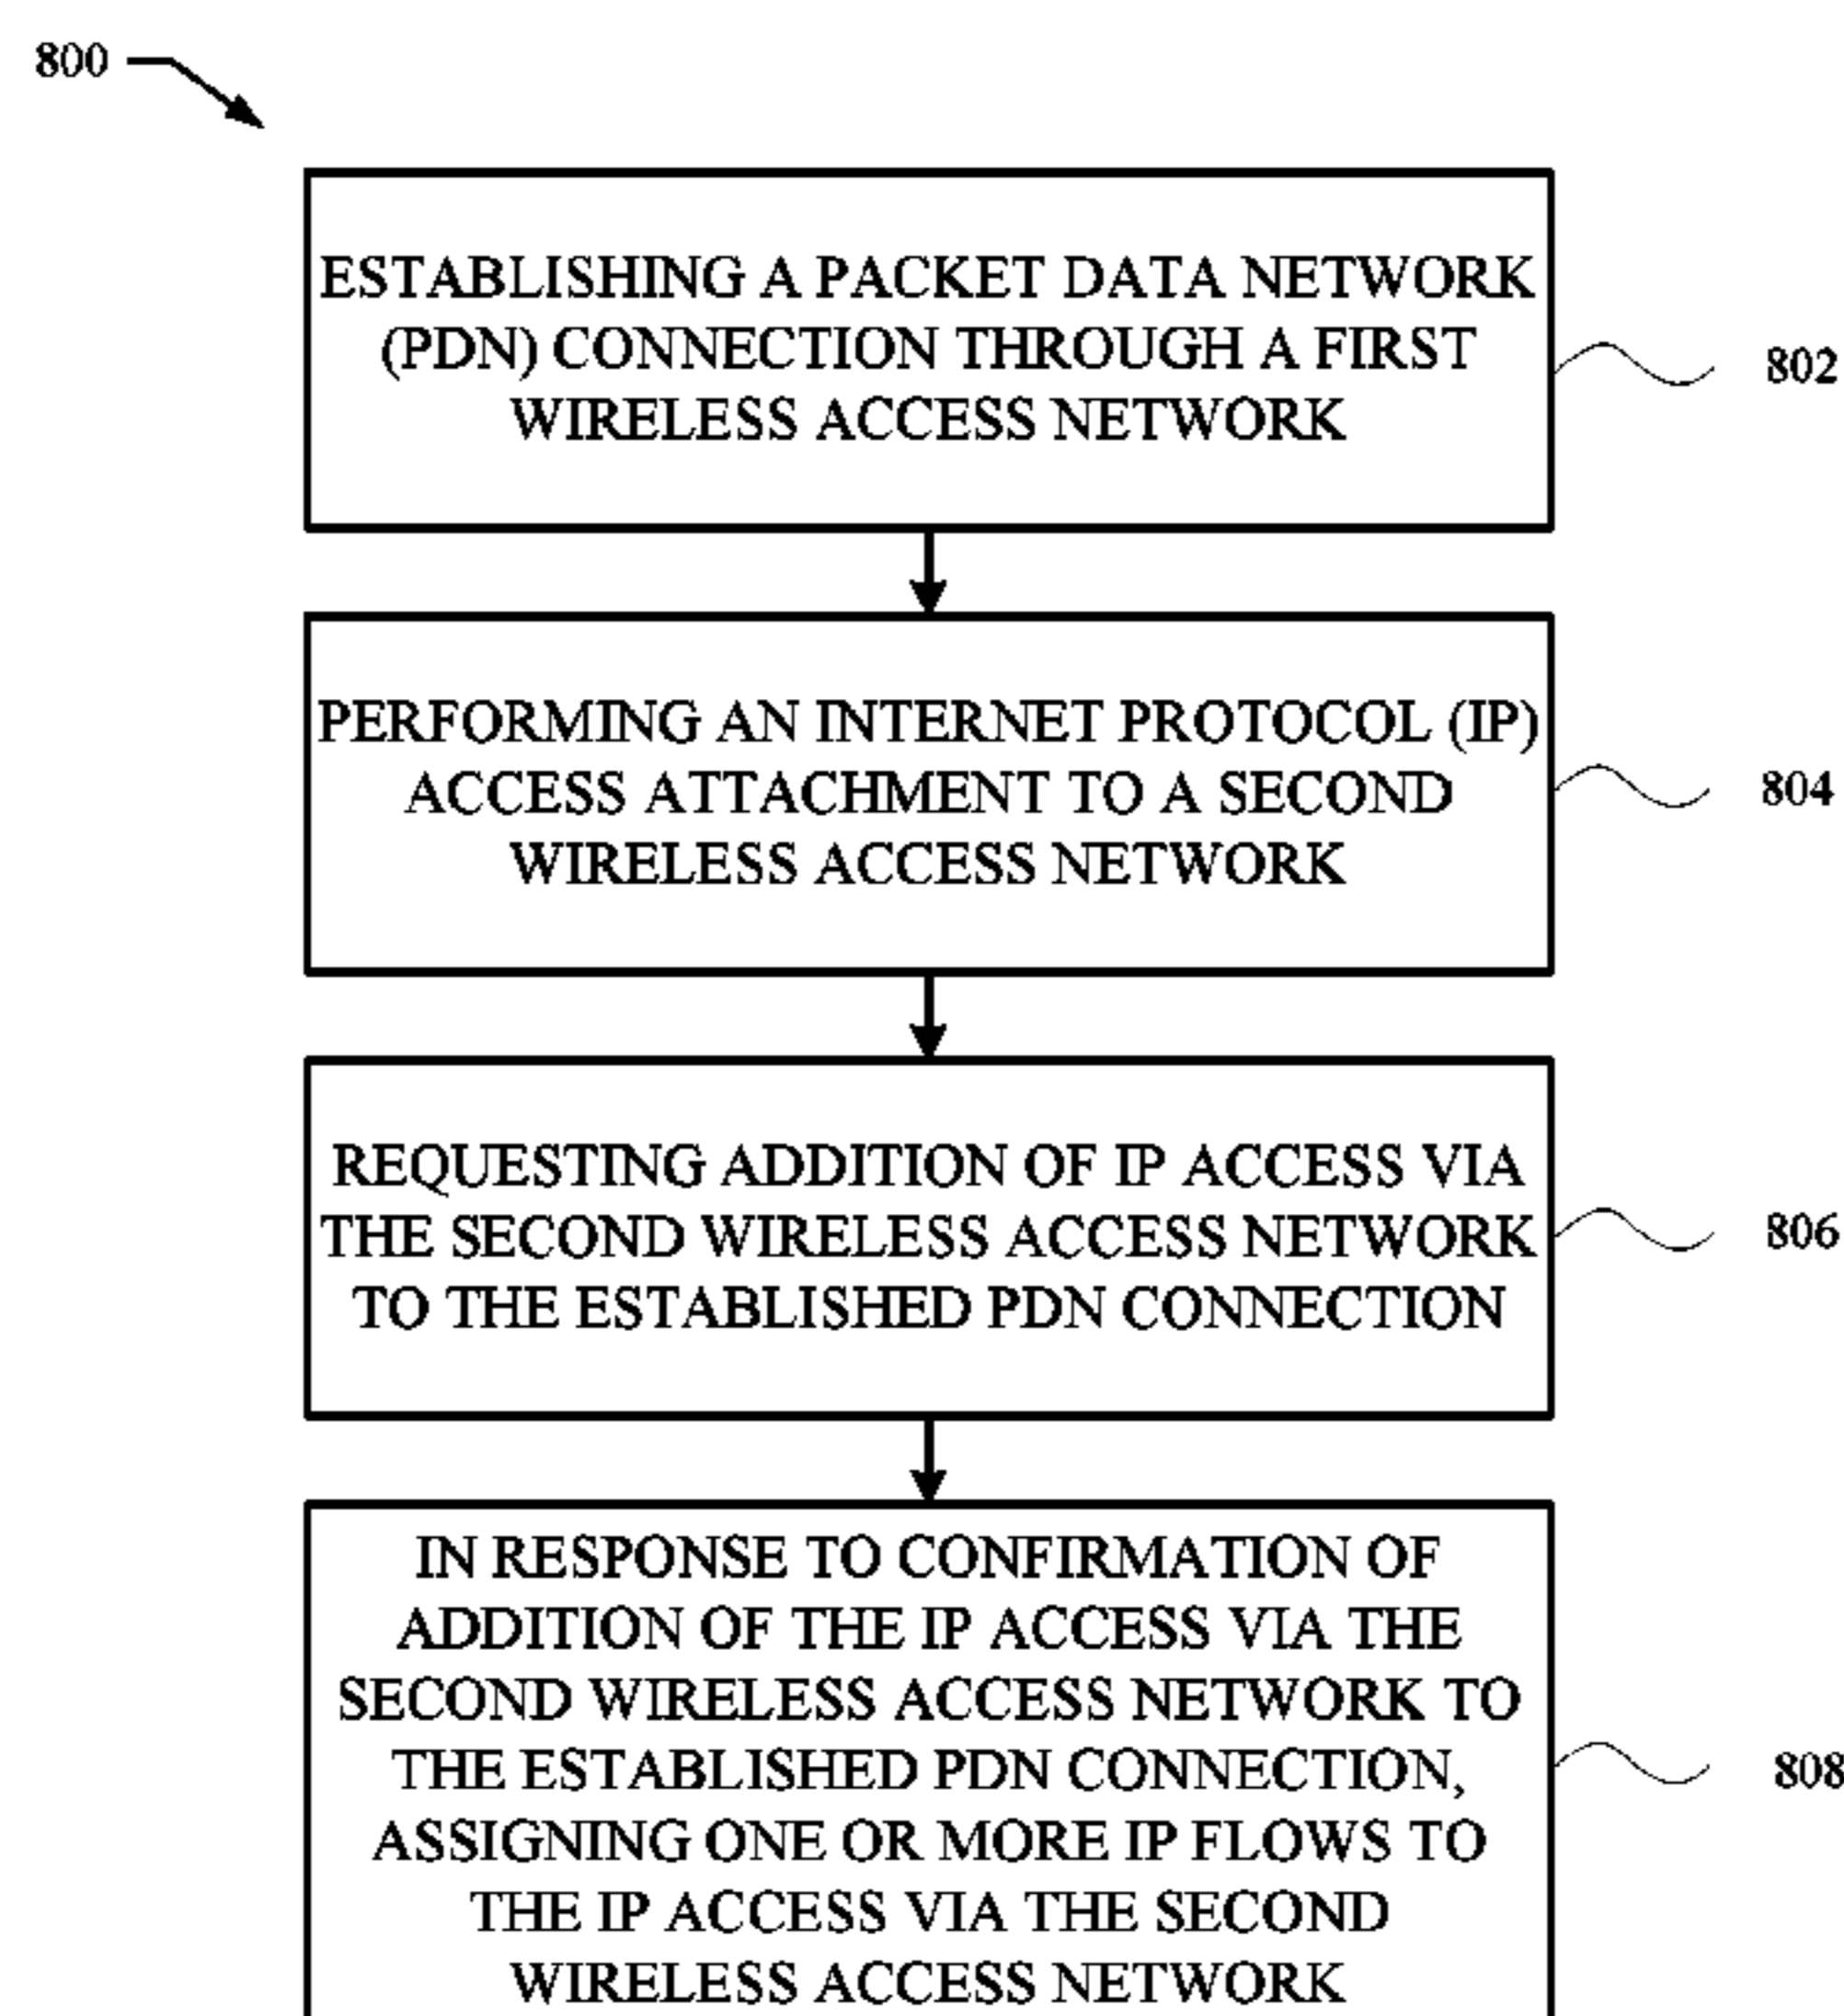 800
ESTABLISHING A PACKET DATA NETWORK
(PDN) CONNECTION THROUGH A FIRST
WIRELESS ACCESS NETWORK
802
PERFORMING AN INTERNET PROTOCOL (IP)
ACCESS ATTACHMENT TO A SECOND
WIRELESS ACCESS NETWORK
804
REQUESTING ADDITION OF IP ACCESS VIA
THE SECOND WIRELESS ACCESS NETWORK
TO THE ESTABLISHED PDN CONNECTION
806
IN RESPONSE TO CONFIRMATION OF
ADDITION OF THE IP ACCESS VIA THE
SECOND WIRELESS ACCESS NETWORK TO
THE ESTABLISHED PDN CONNECTION,
ASSIGNING ONE OR MORE IP FLOWS TO
THE IP ACCESS VIA THE SECOND
WIRELESS ACCESS NETWORK
808